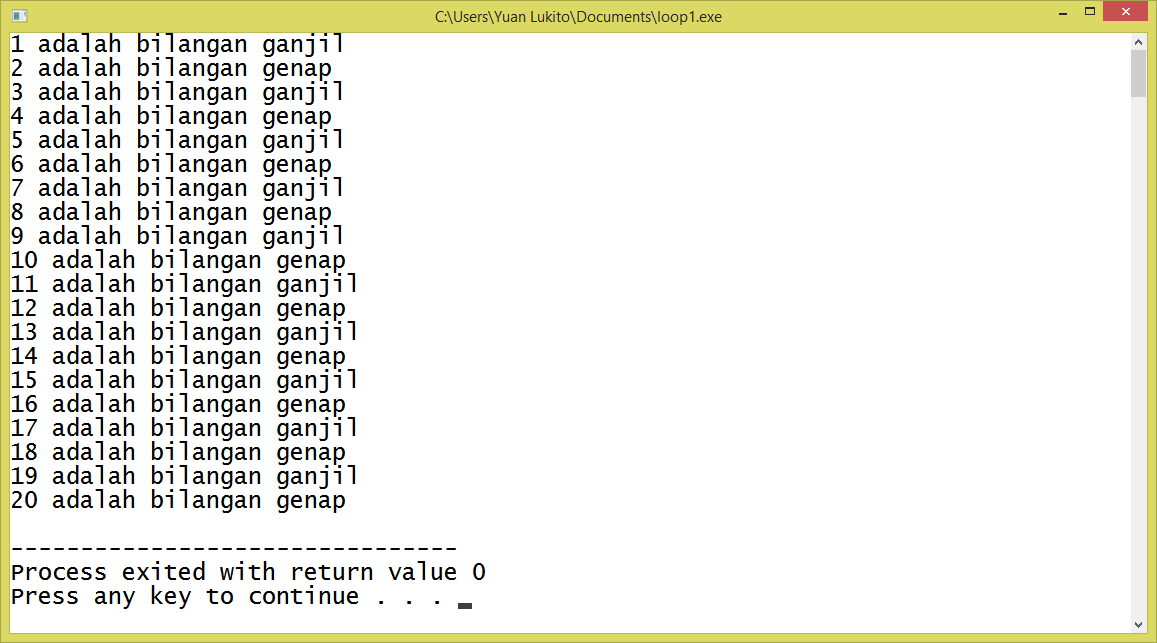 C:\Users\Yuan Lukito\Documents\loop1.exe
1 adalah bilangan ganjil
2 adalah bilangan genap
3 adalah bilangan ganjil
4 adalah bilangan genap
5 adalah bilangan ganjil
6 adalah bilangan genap
7 adalah bilangan ganjil
8 adalah bilangan genap
9 adalah bilangan ganjil
10 adalah bilangan genap
11 adalah bilangan ganjil
12 adalah bilangan genap
13 adalah bilangan ganjil
14 adalah bilangan genap
15 adalah bilangan ganjil
16 adalah bilangan genap
17 adalah bilangan ganjil
18 adalah bilangan genap
19 adalah bilangan ganjil
20 adalah bilangan genap
--------------------------------
Process exited with return value 0
Press any key to continue . . . _